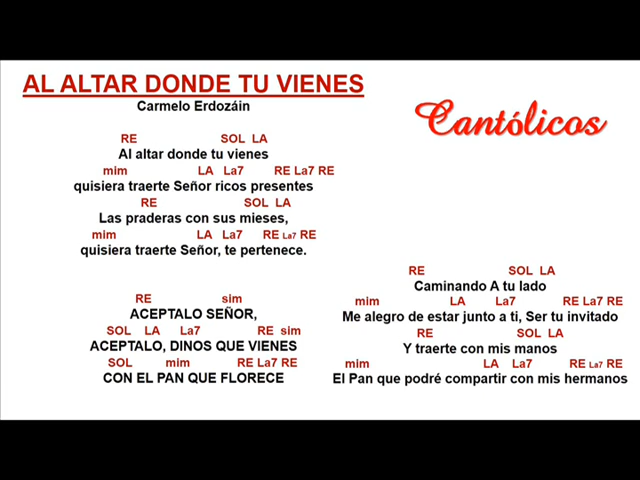 AL ALTAR DONDE TU VIENES
Carmelo Erdozáin
Cantólicos
RE SOL LA
Al altar donde tu vienes
mim LA La7 RE La7 RE
quisiera traerte Señor ricos presentes
RE SOL LA
Las praderas con sus mieses,
mim LA La7 RE La7 RE
quisiera traerte Señor, te pertenece.
RE sim
ACEPTALO SEÑOR,
SOL LA La7 RE sim
ACEPTALO, DINOS QUE VIENES
SOL mim RE La7 RE
CON EL PAN QUE FLORECE
RE SOL LA
Caminando A tu lado
mim LA La7 RE La7 RE
Me alegro de estar junto a ti, Ser tu invitado
RE SOL LA
Y traerte con mis manos
mim LA La7 RE La7 RE
El Pan que podré compartir con mis hermanos